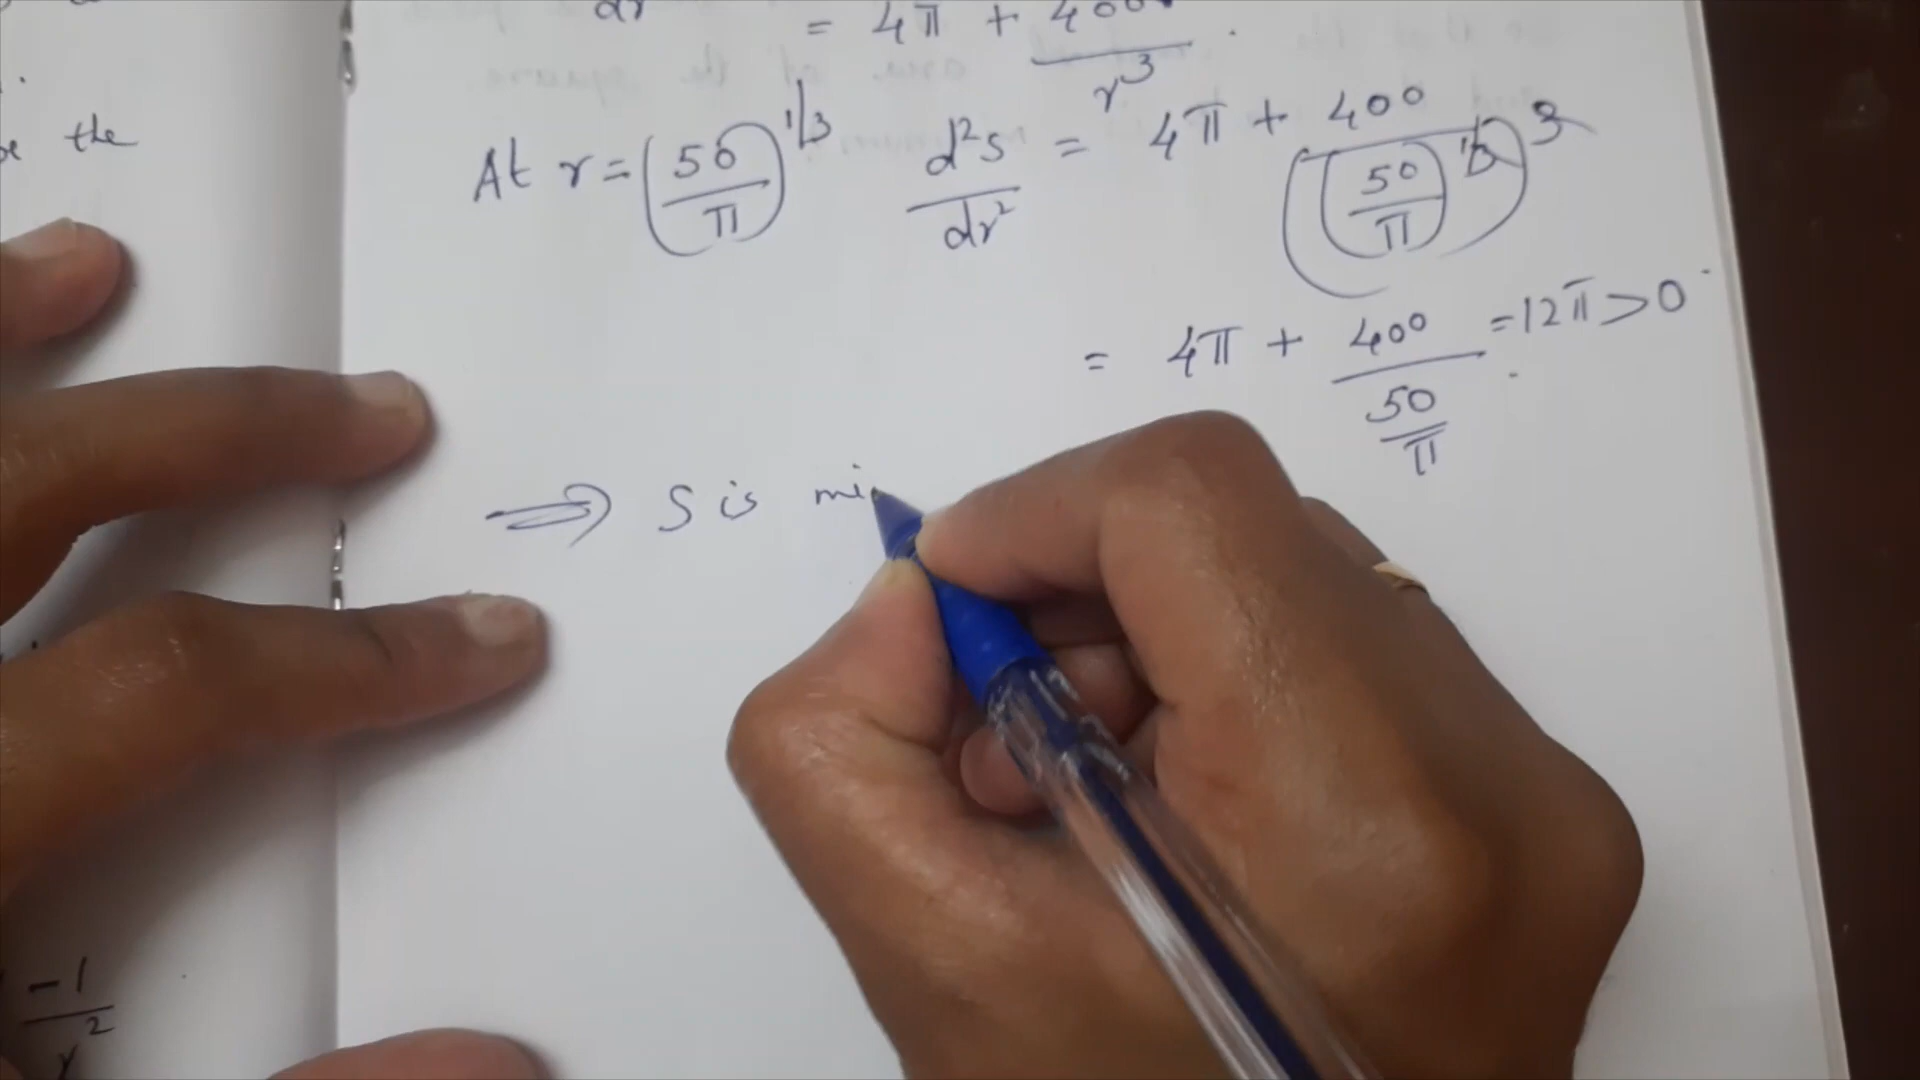 dr
= 4π + 400/r³
At r = (50/π)^1/3 d²s/dr² = 4π + 400/((50/π)^1/3)^3
= 4π + 400/(50/π) = 12π > 0
⇒ S is mi
the
-1/r²